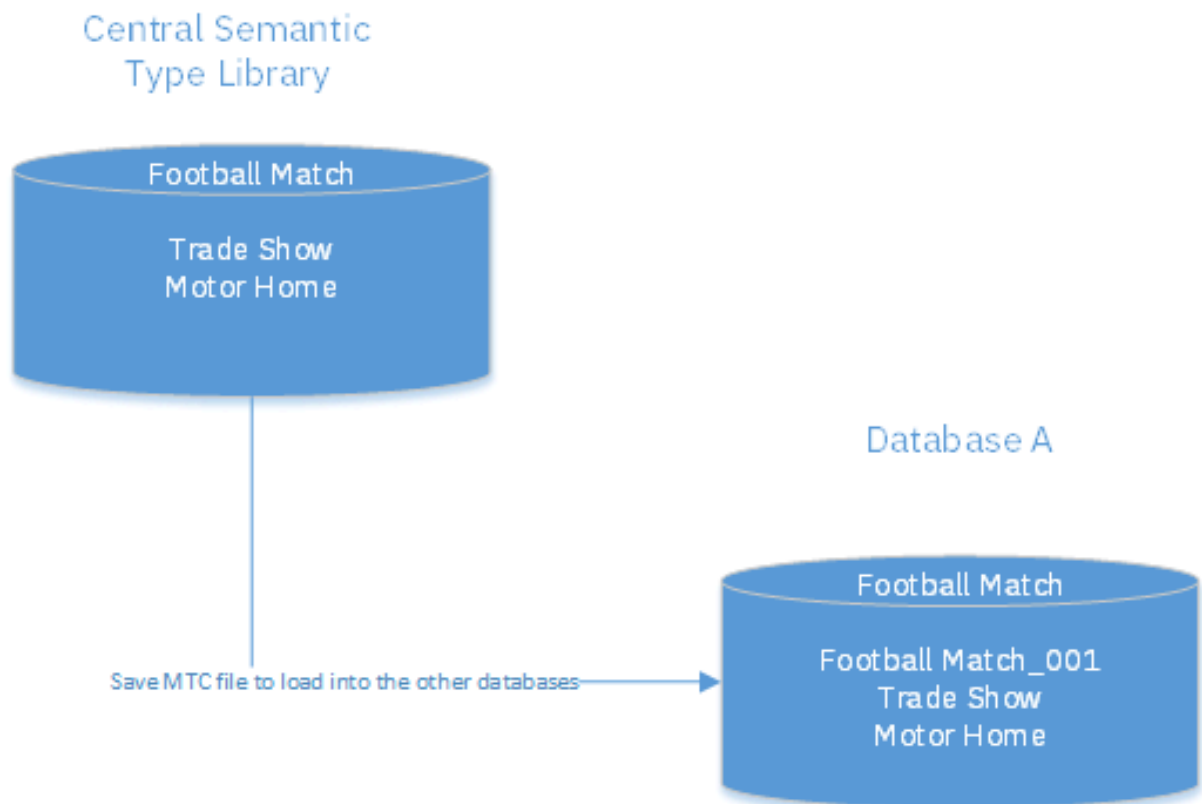 Central Semantic
Type Library
Football Match
Trade Show
Motor Home
Database A
Football Match
Football Match_001
Trade Show
Motor Home
Save MTC file to load into the other databases